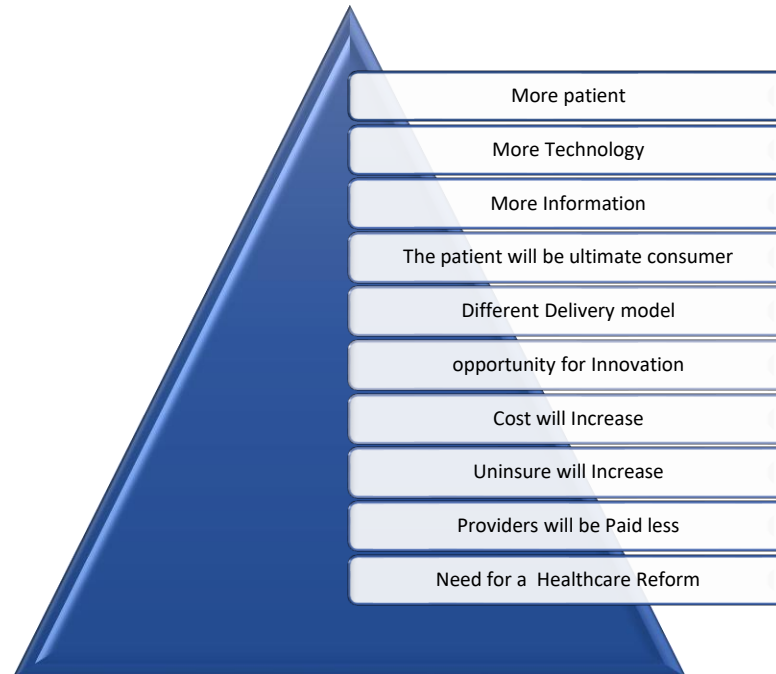 More patient
More Technology
More Information
The patient will be ultimate consumer
Different Delivery model
opportunity for Innovation
Cost will Increase
Uninsure will Increase
Providers will be Paid less
Need for a  Healthcare Reform